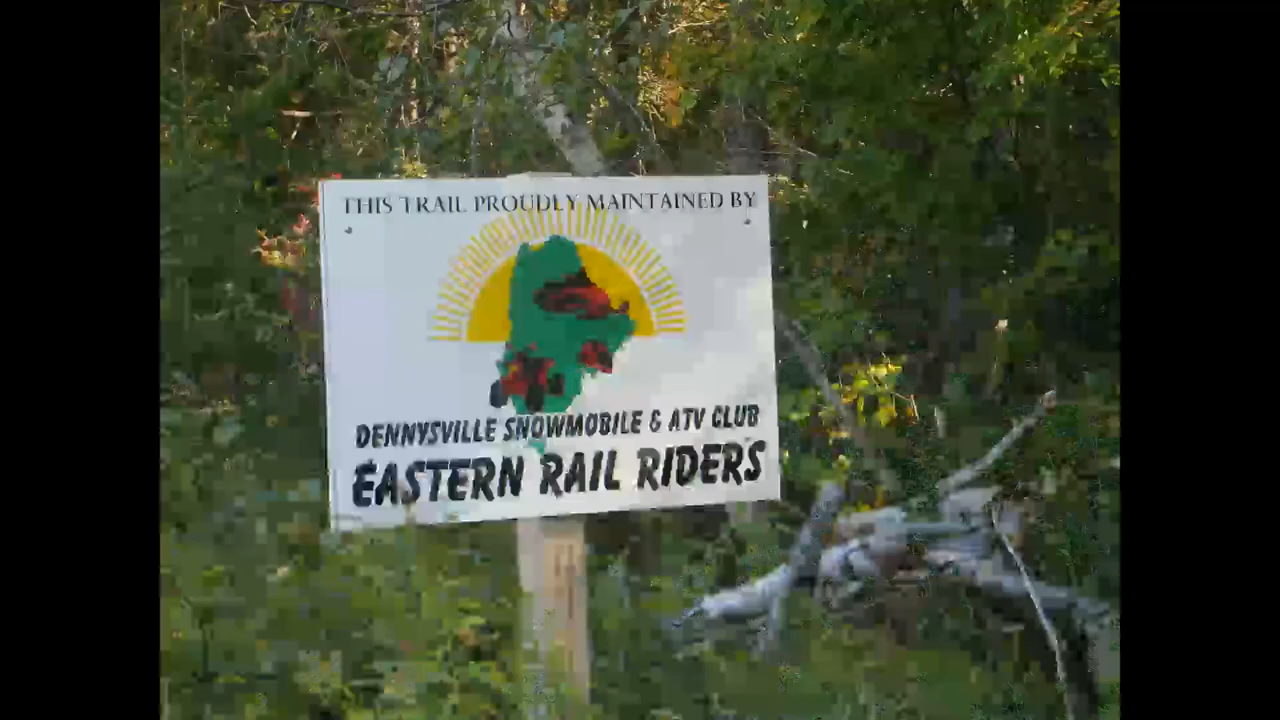 THIS TRAIL PROUDLY MAINTAINED BY
DENNYSVILLE SNOWMOBILE & ATV CLUB
EASTERN RAIL RIDERS